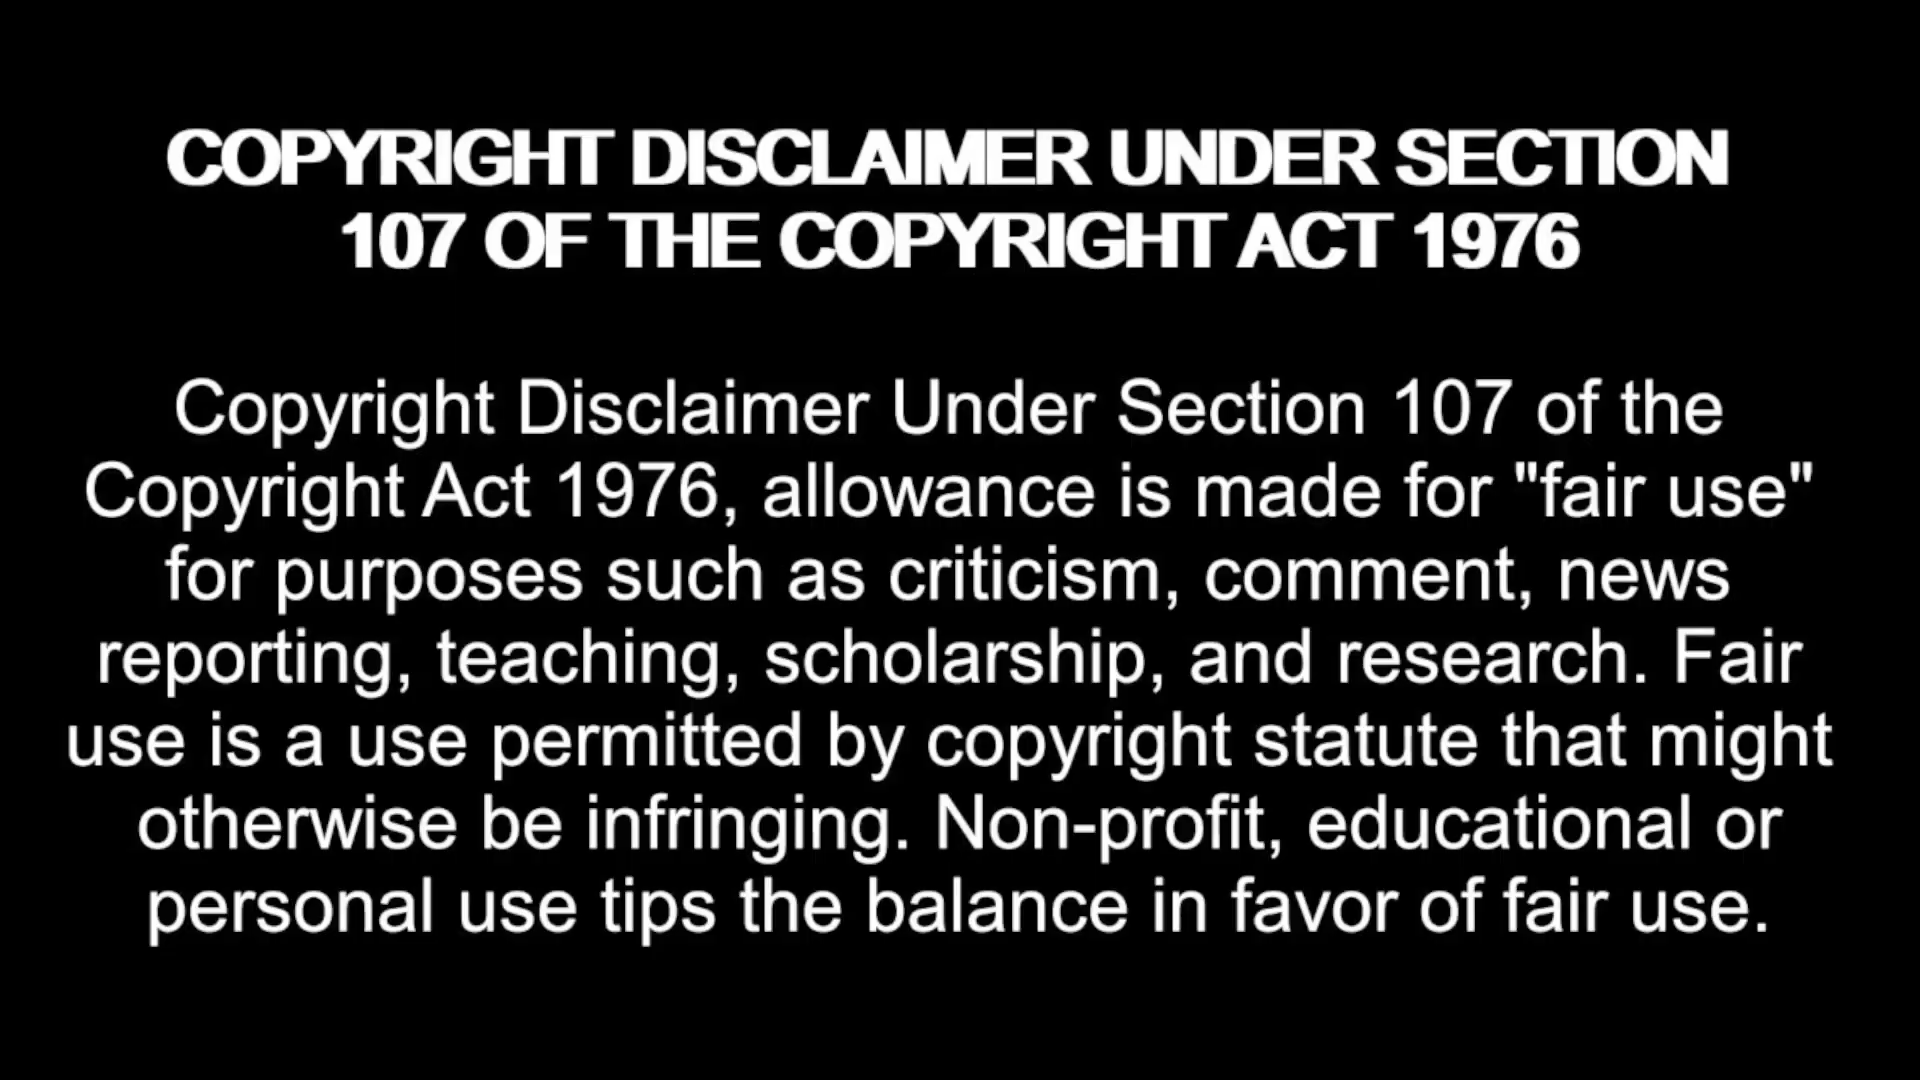 COPYRIGHT DISCLAIMER UNDER SECTION
107 OF THE COPYRIGHT ACT 1976
Copyright Disclaimer Under Section 107 of the
Copyright Act 1976, allowance is made for "fair use"
for purposes such as criticism, comment, news
reporting, teaching, scholarship, and research. Fair
use is a use permitted by copyright statute that might
otherwise be infringing. Non-profit, educational or
personal use tips the balance in favor of fair use.